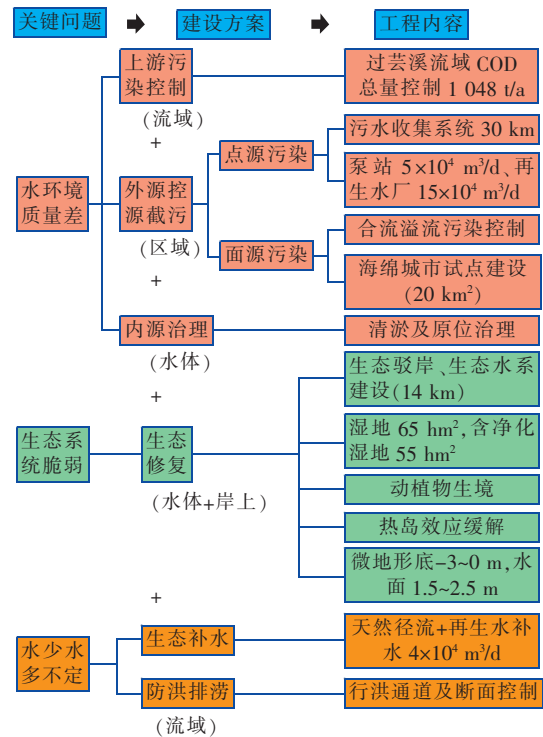 关键问题
建设方案
工程内容
上游污
染控制
(流域)
+
过芸溪流域 COD
总量控制 1 048 t/a
水环境
质量差
外源控
源截污
(区域)
+
点源污染
污水收集系统 30 km
泵站 5×10⁴ m³/d、再
生水厂 15×10⁴ m³/d
面源污染
合流溢流污染控制
海绵城市试点建设
(20 km²)
内源治理
(水体)
+
清淤及原位治理
生态系
统脆弱
生态
修复
(水体+岸上)
+
生态驳岸、生态水系
建设(14 km)
湿地 65 hm²,含净化
湿地 55 hm²
动植物生境
热岛效应缓解
微地形底-3~0 m,水
面 1.5~2.5 m
水少水
多不定
生态补水
天然径流+再生水补
水 4×10⁴ m³/d
防洪排涝
(流域)
行洪通道及断面控制